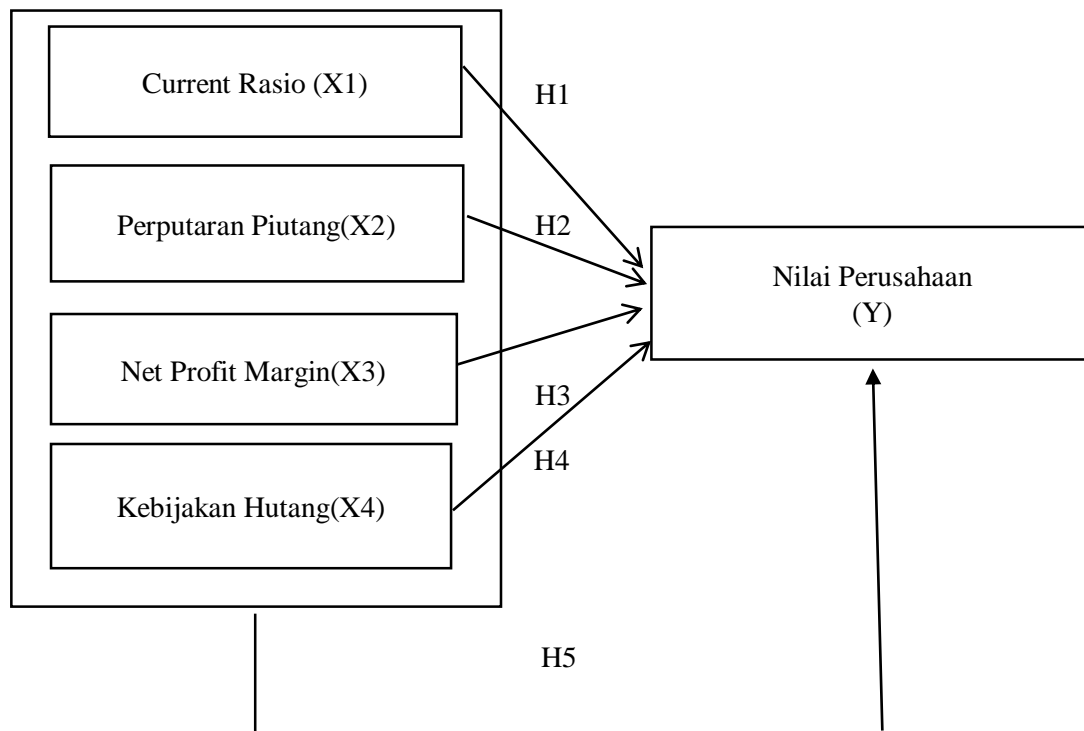 Current Rasio (X1)
H1
Perputaran Piutang(X2)
H2
Nilai Perusahaan
(Y)
Net Profit Margin(X3)
H3
H4
Kebijakan Hutang(X4)
H5